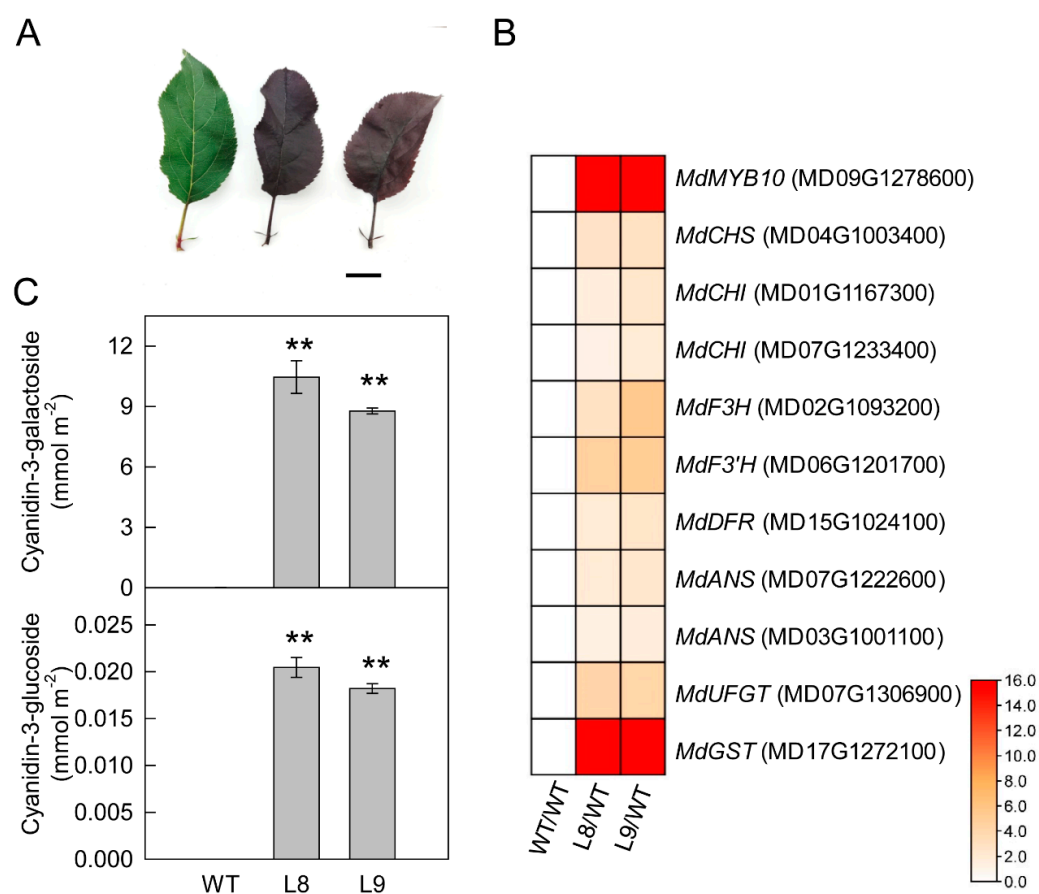 A
B
MdMYB10 (MD09G1278600)
MdCHS (MD04G1003400)
MdCHI (MD01G1167300)
MdCHI (MD07G1233400)
MdF3H (MD02G1093200)
MdF3'H (MD06G1201700)
MdDFR (MD15G1024100)
MdANS (MD07G1222600)
MdANS (MD03G1001100)
MdUFGT (MD07G1306900)
MdGST (MD17G1272100)
WT/WT
L8/WT
L9/WT
16.0
14.0
12.0
10.0
8.0
6.0
4.0
2.0
0.0
C
Cyanidin-3-galactoside
(mmol m⁻²)
12
9
6
3
0
**
**
Cyanidin-3-glucoside
(mmol m⁻²)
0.025
0.020
0.015
0.010
0.005
0.000
**
**
WT L8 L9